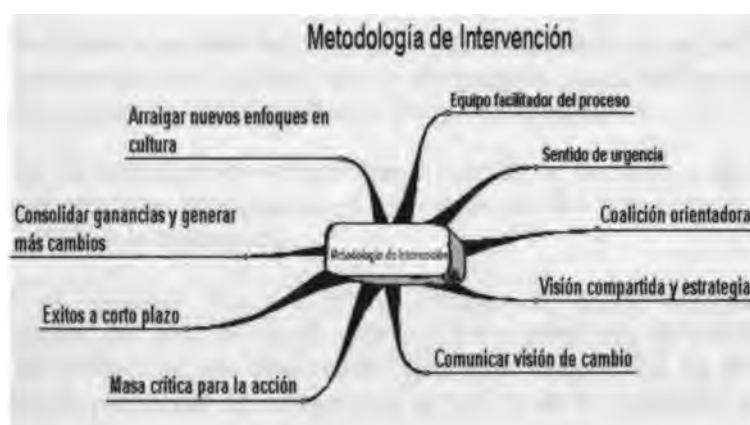 Metodología de Intervención
Equipo facilitador del proceso
Sentido de urgencia
Coalición orientadora
Visión compartida y estrategia
Comunicar visión de cambio
Masa crítica para la acción
Exitos a corto plazo
Consolidar ganancias y generar
más cambios
Arraigar nuevos enfoques en
cultura
Metodología de Intervención